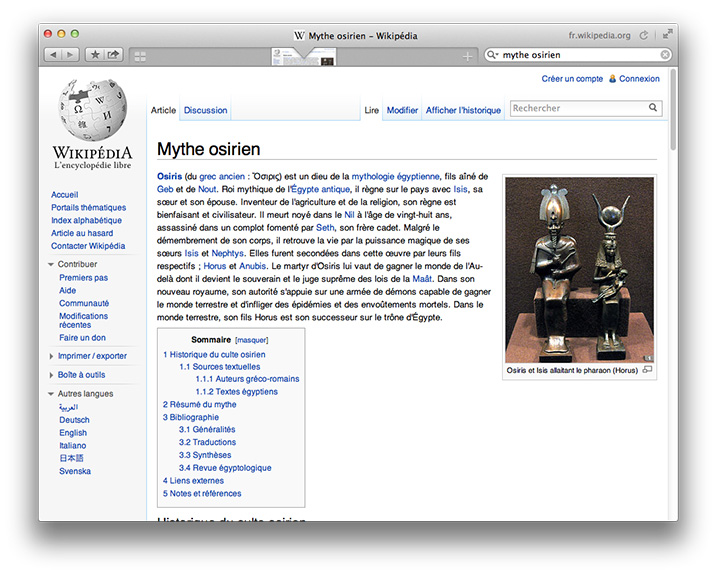 Mythe osirien – Wikipédia
fr.wikipedia.org
mythe osirien
Créer un compte
Connexion
Article
Discussion
Lire
Modifier
Afficher l'historique
Rechercher
WIKIPÉDIA
L'encyclopédie libre
Accueil
Portails thématiques
Index alphabétique
Article au hasard
Contacter Wikipédia
Contribuer
Premiers pas
Aide
Communauté
Modifications
récentes
Faire un don
Imprimer / exporter
Boîte à outils
Autres langues
العربية
Deutsch
English
Italiano
日本語
Svenska
Mythe osirien
Osiris (du grec ancien : Ὄσιρις) est un dieu de la mythologie égyptienne, fils aîné de
Geb et de Nout. Roi mythique de l'Égypte antique, il règne sur le pays avec Isis, sa
sœur et son épouse. Inventeur de l'agriculture et de la religion, son règne est
bienfaisant et civilisateur. Il meurt noyé dans le Nil à l'âge de vingt-huit ans,
assassiné dans un complot fomenté par Seth, son frère cadet. Malgré le
démembrement de son corps, il retrouve la vie par la puissance magique de ses
sœurs Isis et Nephtys. Elles furent secondées dans cette œuvre par leurs fils
respectifs ; Horus et Anubis. Le martyr d'Osiris lui vaut de gagner le monde de l'Au-
delà dont il devient le souverain et le juge suprême des lois de la Maât. Dans son
nouveau royaume, son autorité s'appuie sur une armée de démons capable de gagner
le monde terrestre et d'infliger des épidémies et des envoûtements mortels. Dans le
monde terrestre, son fils Horus est son successeur sur le trône d'Égypte.
Osiris et Isis allaitant le pharaon (Horus)
Sommaire [masquer]
1 Historique du culte osirien
1.1 Sources textuelles
1.1.1 Auteurs gréco-romains
1.1.2 Textes égyptiens
2 Résumé du mythe
3 Bibliographie
3.1 Généralités
3.2 Traductions
3.3 Synthèses
3.4 Revue égyptologique
4 Liens externes
5 Notes et références
Historique du culte osirien